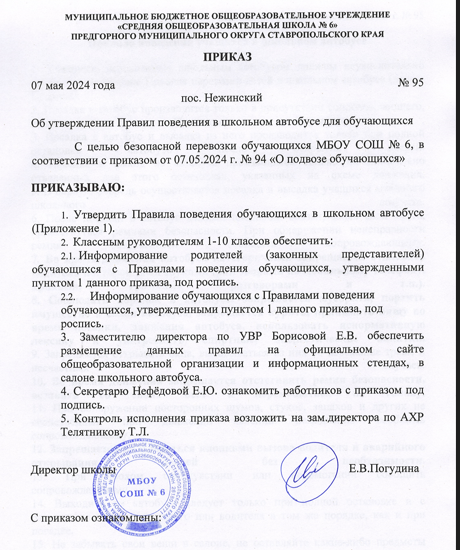 МУНИЦИПАЛЬНОЕ БЮДЖЕТНОЕ ОБЩЕОБРАЗОВАТЕЛЬНОЕ УЧРЕЖДЕНИЕ
«СРЕДНЯЯ ОБЩЕОБРАЗОВАТЕЛЬНАЯ ШКОЛА № 6»
ПРЕДГОРНОГО МУНИЦИПАЛЬНОГО ОКРУГА СТАВРОПОЛЬСКОГО КРАЯ
ПРИКАЗ
07 мая 2024 года № 95
пос. Нежинский
Об утверждении Правил поведения в школьном автобусе для обучающихся
С целью безопасной перевозки обучающихся МБОУ СОШ № 6, в
соответствии с приказом от 07.05.2024 г. № 94 «О подвозе обучающихся»
ПРИКАЗЫВАЮ:
1. Утвердить Правила поведения обучающихся в школьном автобусе
(Приложение 1).
2. Классным руководителям 1-10 классов обеспечить:
2.1. Информирование родителей (законных представителей)
обучающихся с Правилами поведения обучающихся, утвержденными
пунктом 1 данного приказа, под роспись.
2.2. Информирование обучающихся с Правилами поведения
обучающихся, утвержденными пунктом 1 данного приказа, под
роспись.
3. Заместителю директора по УВР Борисовой Е.В. обеспечить
размещение данных правил на официальном сайте
общеобразовательной организации и информационных стендах, в
салоне школьного автобуса.
4. Секретарю Нефёдовой Е.Ю. ознакомить работников с приказом под
подпись.
5. Контроль исполнения приказа возложить на зам.директора по АХР
Телятникову Т.Л.
Директор школы Е.В.Погудина
МБОУ
СОШ № 6
С приказом ознакомлены: